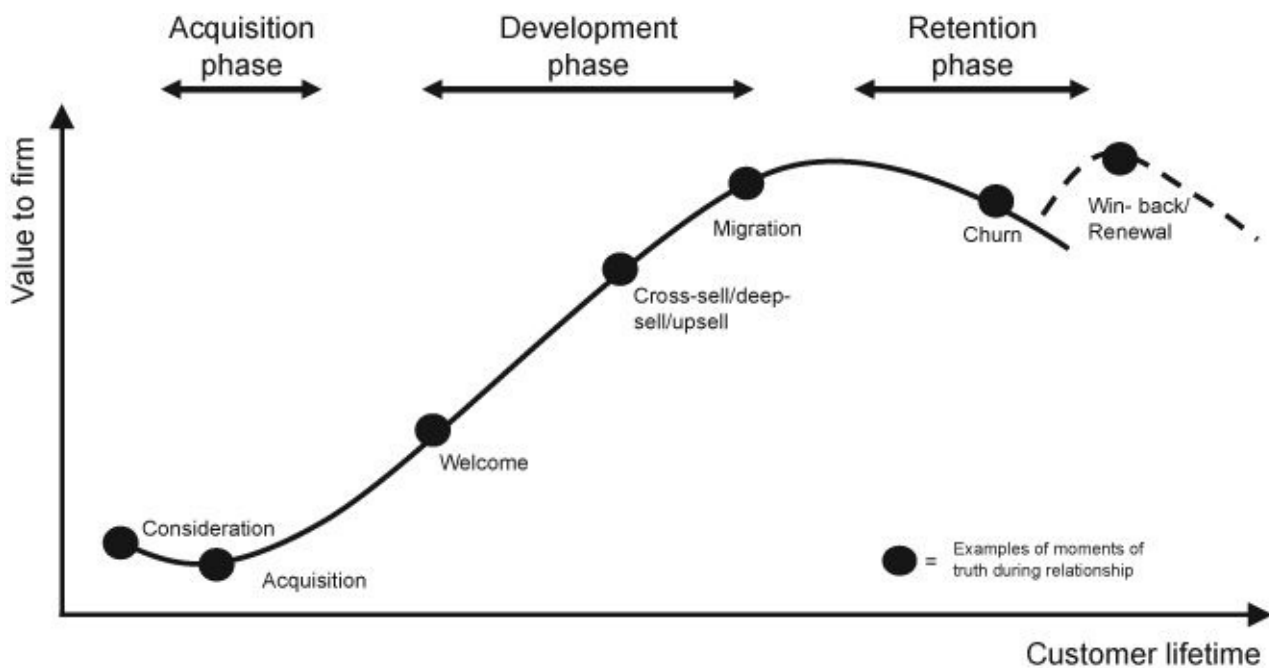 Acquisition
phase
Development
phase
Retention
phase
Value to firm
Consideration
Acquisition
Welcome
Cross-sell/deep-
sell/upsell
Migration
Churn
Win- back/
Renewal
= Examples of moments of
truth during relationship
Customer lifetime